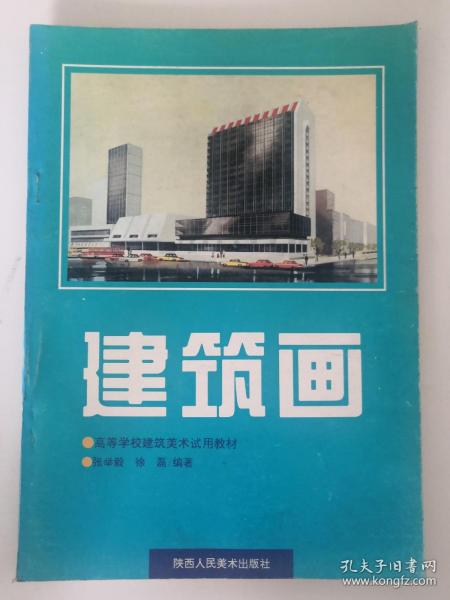 建筑画
高等学校建筑美术试用教材
张举毅 徐磊 编著
陕西人民美术出版社
孔夫子旧书网
www.kongfz.com